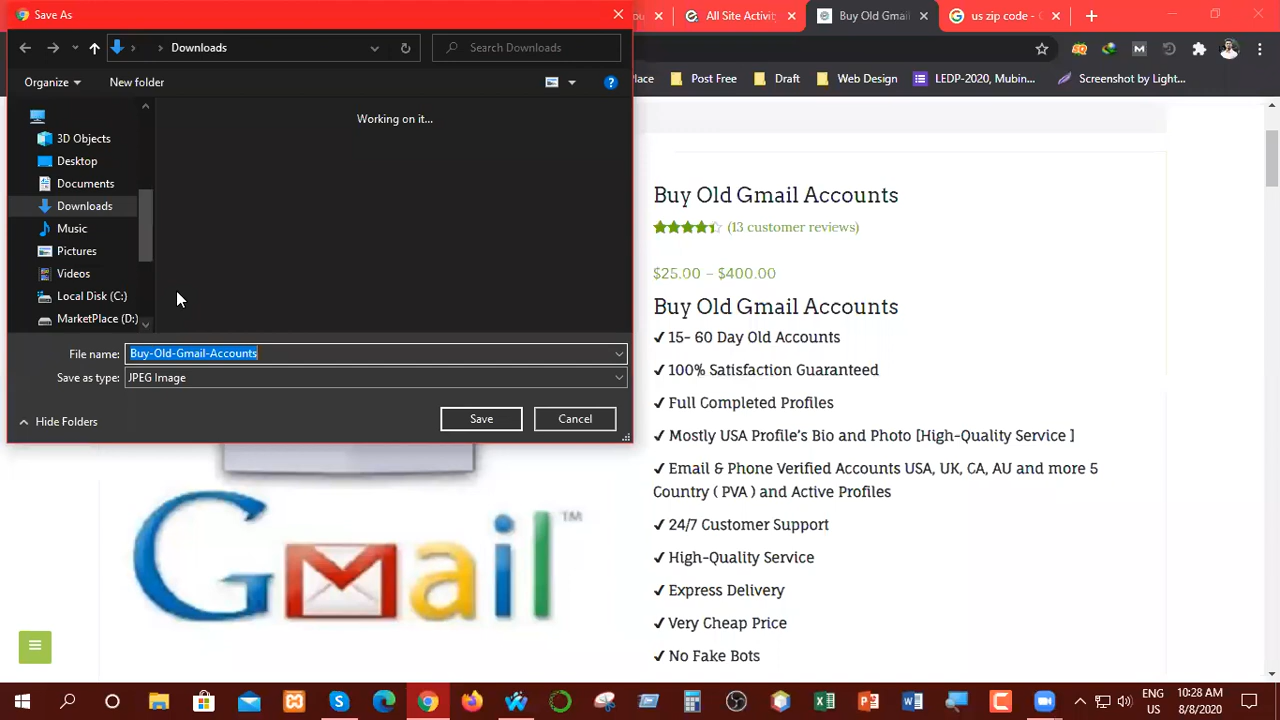 Save As
All Site Activity
Buy Old Gmail
us zip code - G
Downloads
Search Downloads
Organize
New folder
Post Free
Draft
Web Design
LEDP-2020, Mubin...
Screenshot by Light...
Working on it...
3D Objects
Desktop
Documents
Downloads
Music
Pictures
Videos
Local Disk (C:)
MarketPlace (D:)
File name:
Buy-Old-Gmail-Accounts
Save as type:
JPEG Image
Hide Folders
Save
Cancel
Buy Old Gmail Accounts
(13 customer reviews)
$25.00 – $400.00
Buy Old Gmail Accounts
✔ 15- 60 Day Old Accounts
✔ 100% Satisfaction Guaranteed
✔ Full Completed Profiles
✔ Mostly USA Profile's Bio and Photo [High-Quality Service ]
✔ Email & Phone Verified Accounts USA, UK, CA, AU and more 5
Country ( PVA ) and Active Profiles
✔ 24/7 Customer Support
✔ High-Quality Service
✔ Express Delivery
✔ Very Cheap Price
✔ No Fake Bots
Gmail™
ENG
US
10:28 AM
8/8/2020